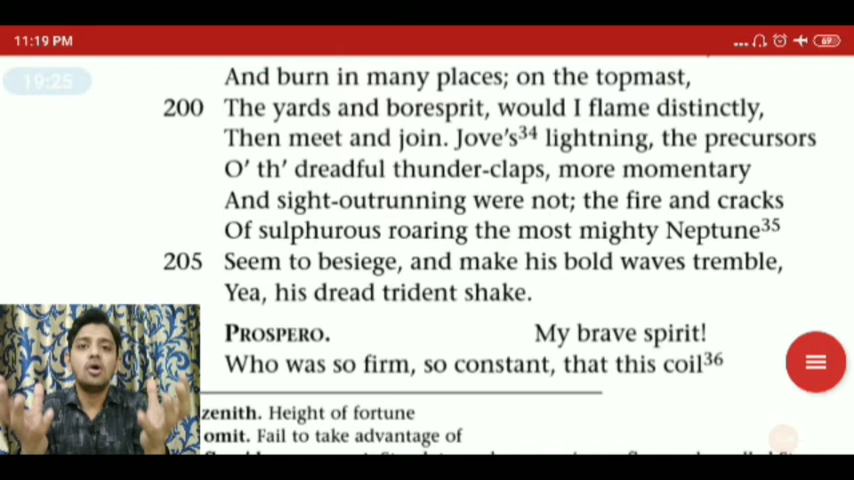 11:19 PM
69
19:25
And burn in many places; on the topmast,
200 The yards and boresprit, would I flame distinctly,
Then meet and join. Jove's34 lightning, the precursors
O' th' dreadful thunder-claps, more momentary
And sight-outrunning were not; the fire and cracks
Of sulphurous roaring the most mighty Neptune35
205 Seem to besiege, and make his bold waves tremble,
Yea, his dread trident shake.
PROSPERO. My brave spirit!
Who was so firm, so constant, that this coil36
zenith. Height of fortune
omit. Fail to take advantage of